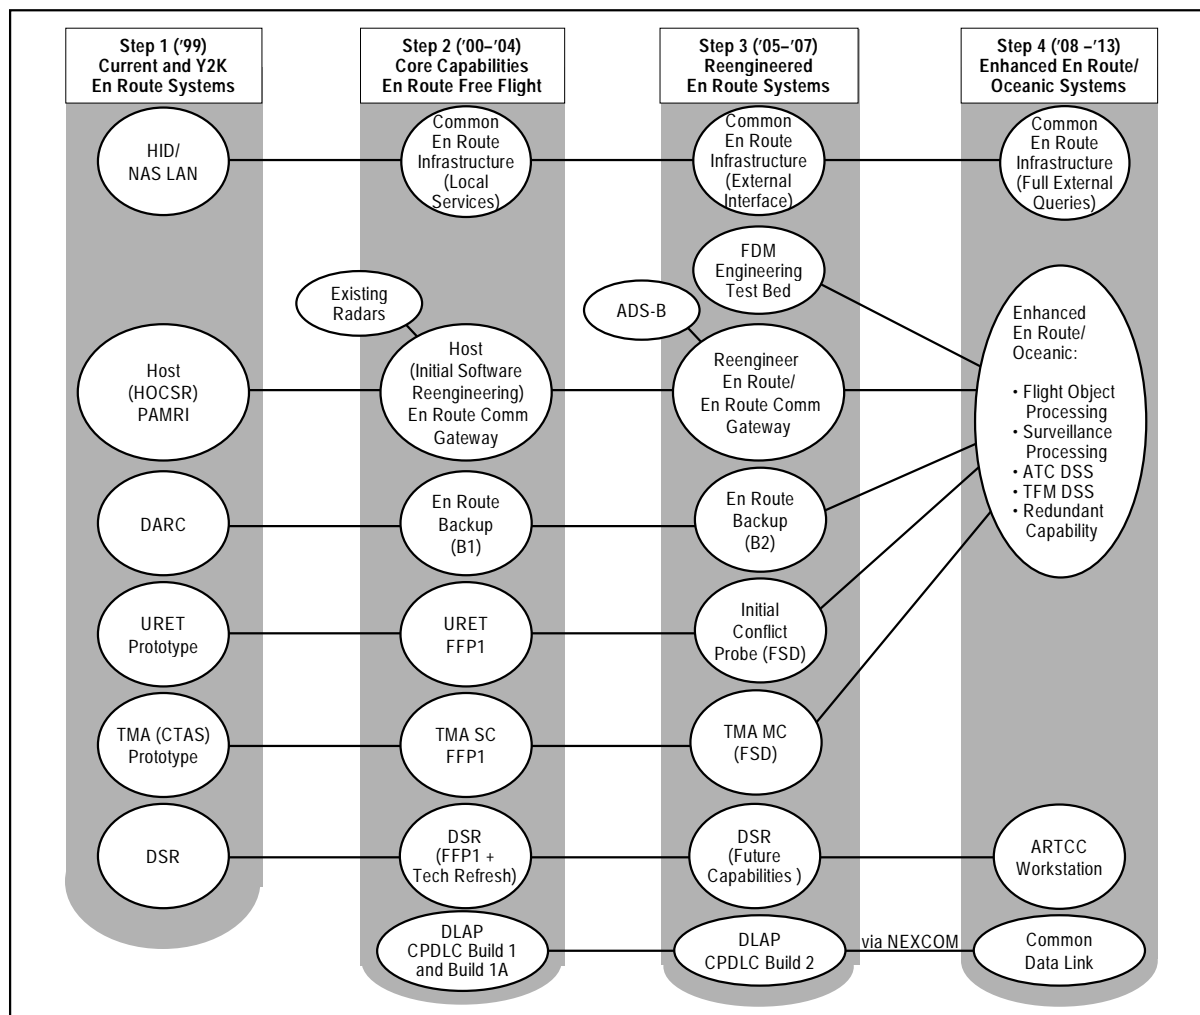 Step 1 (’99)
Current and Y2K
En Route Systems
Step 2 (’00–’04)
Core Capabilities
En Route Free Flight
Step 3 (’05–’07)
Reengineered
En Route Systems
Step 4 (’08 –’13)
Enhanced En Route/
Oceanic Systems
HID/
NAS LAN
Common
En Route
Infrastructure
(Local
Services)
Common
En Route
Infrastructure
(External
Interface)
Common
En Route
Infrastructure
(Full External
Queries)
FDM
Engineering
Test Bed
Existing
Radars
ADS-B
Host
(HOCSR)
PAMRI
Host
(Initial Software
Reengineering)
En Route Comm
Gateway
Reengineer
En Route/
En Route Comm
Gateway
Enhanced
En Route/
Oceanic:
• Flight Object
Processing
• Surveillance
Processing
• ATC DSS
• TFM DSS
• Redundant
Capability
DARC
En Route
Backup
(B1)
En Route
Backup
(B2)
URET
Prototype
URET
FFP1
Initial
Conflict
Probe (FSD)
TMA (CTAS)
Prototype
TMA SC
FFP1
TMA MC
(FSD)
DSR
DSR
(FFP1 +
Tech Refresh)
DSR
(Future
Capabilities )
ARTCC
Workstation
DLAP
CPDLC Build 1
and Build 1A
DLAP
CPDLC Build 2
via NEXCOM
Common
Data Link